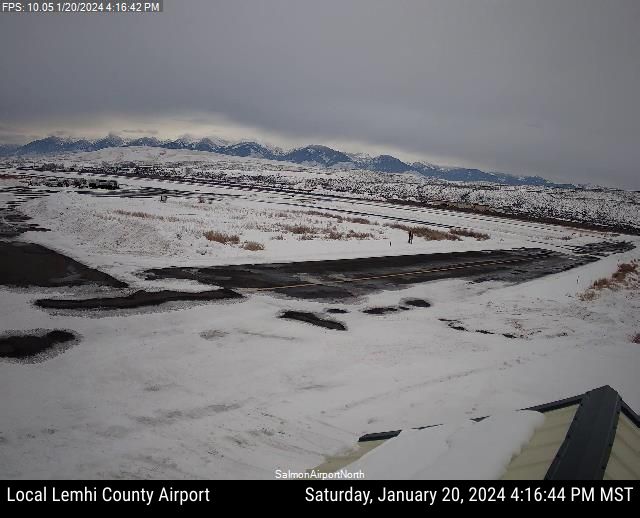 FPS: 10.05 1/20/2024 4:16:42 PM
SalmonAirportNorth
Local Lemhi County Airport Saturday, January 20, 2024 4:16:44 PM MST